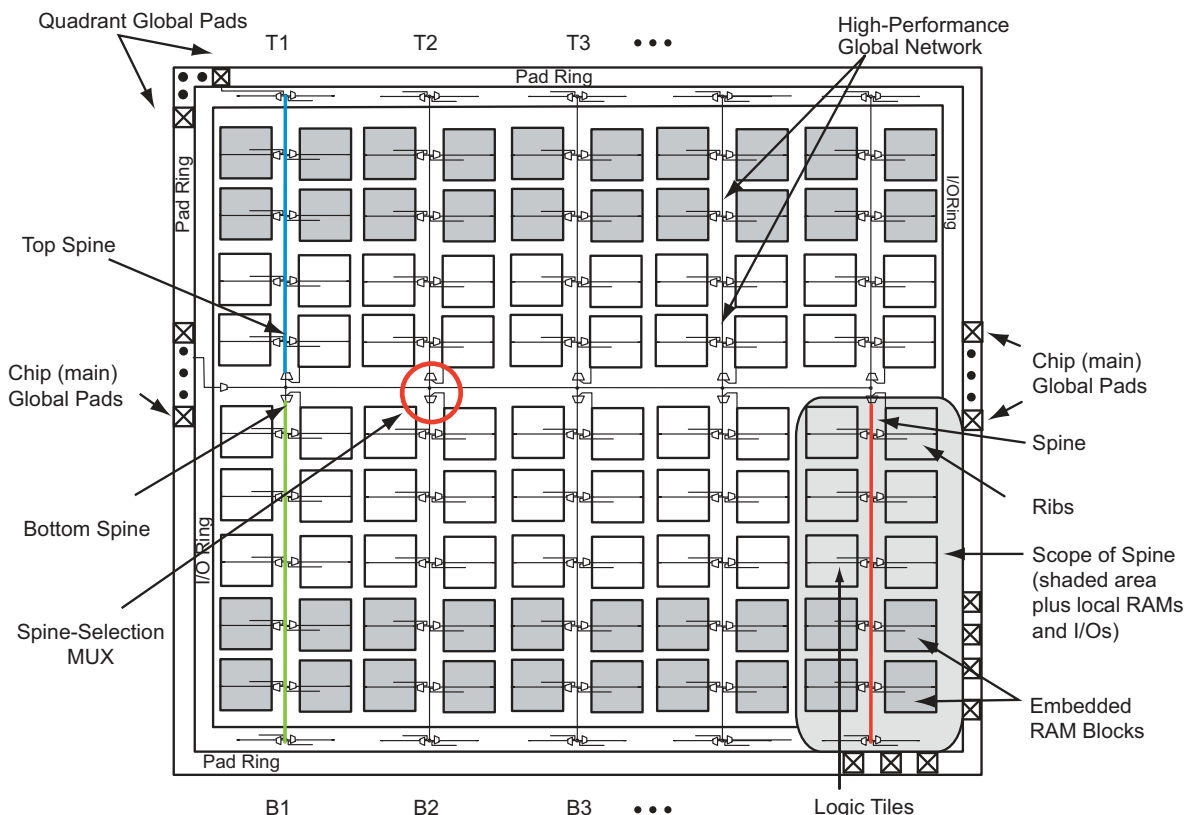 Quadrant Global Pads
T1
T2
T3
High-Performance
Global Network
Pad Ring
Pad Ring
I/ORing
Top Spine
Chip (main)
Global Pads
Chip (main)
Global Pads
Spine
Bottom Spine
Ribs
I/O Ring
Scope of Spine
(shaded area
plus local RAMs
and I/Os)
Spine-Selection
MUX
Embedded
RAM Blocks
Pad Ring
B1
B2
B3
Logic Tiles